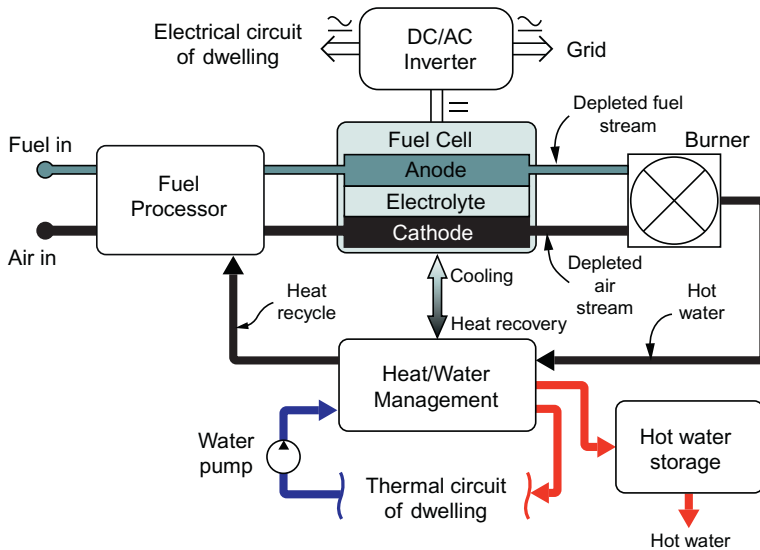 Electrical circuit
of dwelling
DC/AC
Inverter
Grid
=
Depleted fuel
stream
Burner
Fuel in
Fuel
Processor
Fuel Cell
Anode
Electrolyte
Cathode
Air in
Cooling
Depleted
air
stream
Heat
recycle
Heat recovery
Hot
water
Heat/Water
Management
Water
pump
Hot water
storage
Thermal circuit
of dwelling
Hot water